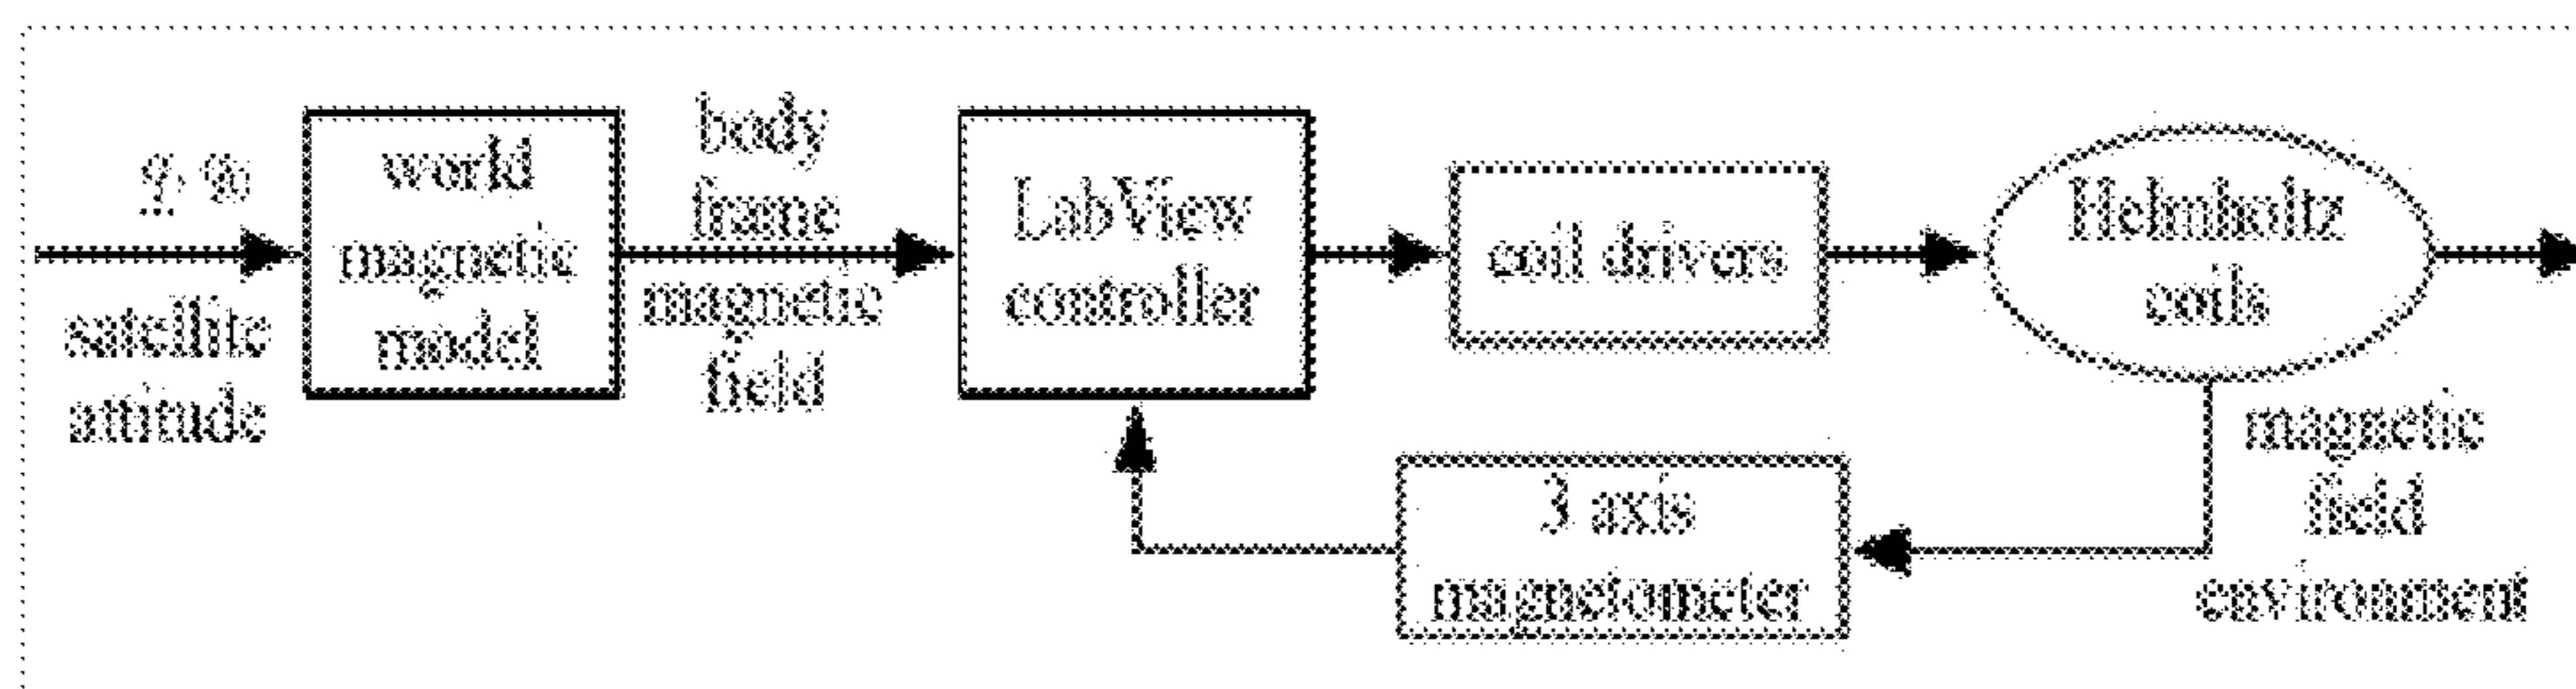 satellite
attitude
world
magnetic
model
body
frame
magnetic
field
LabView
controller
coil drivers
Helmholtz
coils
3 axis
magnetometer
magnetic
field
environment